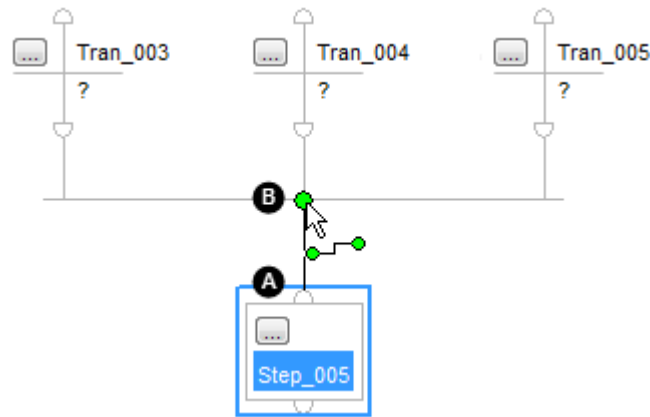 ... Tran_003 ... Tran_004 ... Tran_005
? ? ?
B
A
...
Step_005